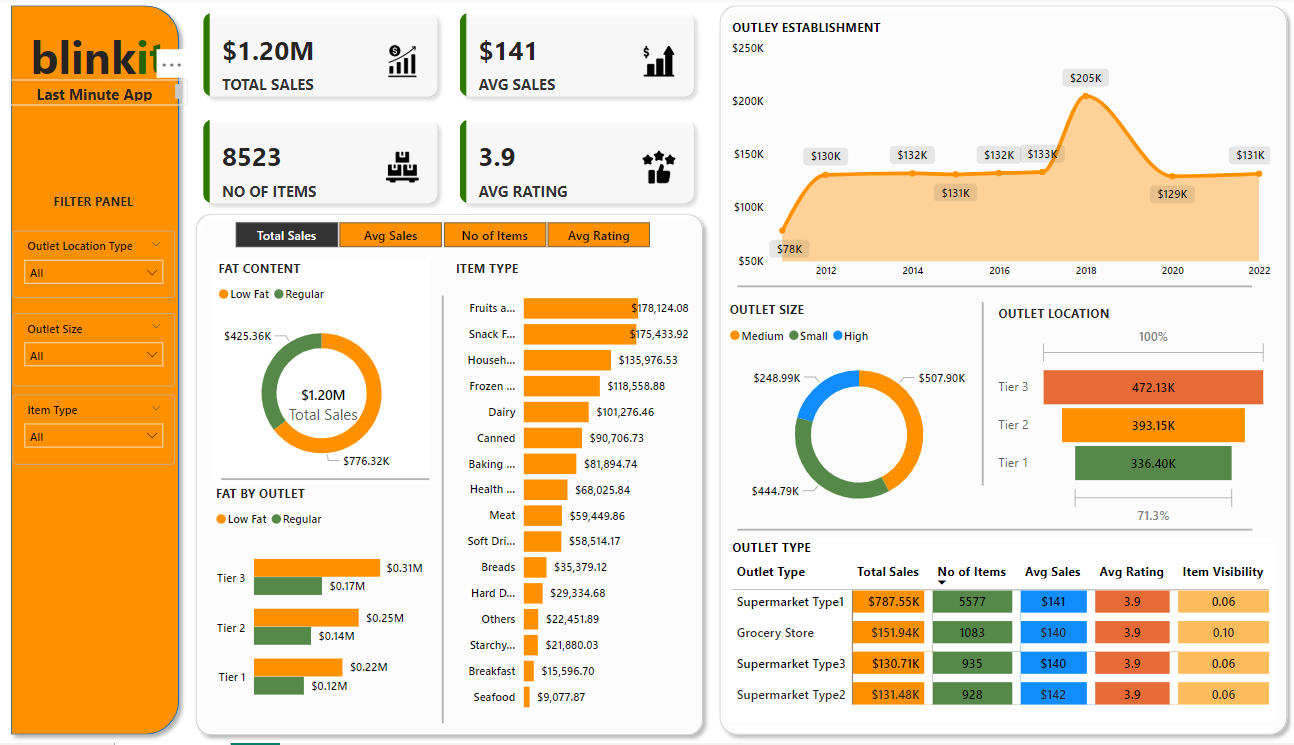 blinkit
...
Last Minute App
FILTER PANEL
Outlet Location Type
All
Outlet Size
All
Item Type
All
$1.20M
TOTAL SALES
$141
AVG SALES
8523
NO OF ITEMS
3.9
AVG RATING
Total Sales Avg Sales No of Items Avg Rating
FAT CONTENT
Low Fat Regular
$425.36K
$1.20M
Total Sales
$776.32K
FAT BY OUTLET
Low Fat Regular
Tier 3 $0.31M
$0.17M
Tier 2 $0.25M
$0.14M
Tier 1 $0.22M
$0.12M
ITEM TYPE
Fruits a... $178,124.08
Snack F... $175,433.92
Househ... $135,976.53
Frozen ... $118,558.88
Dairy $101,276.46
Canned $90,706.73
Baking ... $81,894.74
Health ... $68,025.84
Meat $59,449.86
Soft Dri... $58,514.17
Breads $35,379.12
Hard D... $29,334.68
Others $22,451.89
Starchy... $21,880.03
Breakfast $15,596.70
Seafood $9,077.87
OUTLEY ESTABLISHMENT
$250K
$200K
$150K
$100K
$50K
$78K
$130K
$132K
$131K
$132K
$133K
$205K
$129K
$131K
2012 2014 2016 2018 2020 2022
OUTLET SIZE
Medium Small High
$248.99K
$507.90K
$444.79K
OUTLET LOCATION
100%
Tier 3 472.13K
Tier 2 393.15K
Tier 1 336.40K
71.3%
OUTLET TYPE
Outlet Type Total Sales No of Items Avg Sales Avg Rating Item Visibility
Supermarket Type1 $787.55K 5577 $141 3.9 0.06
Grocery Store $151.94K 1083 $140 3.9 0.10
Supermarket Type3 $130.71K 935 $140 3.9 0.06
Supermarket Type2 $131.48K 928 $142 3.9 0.06